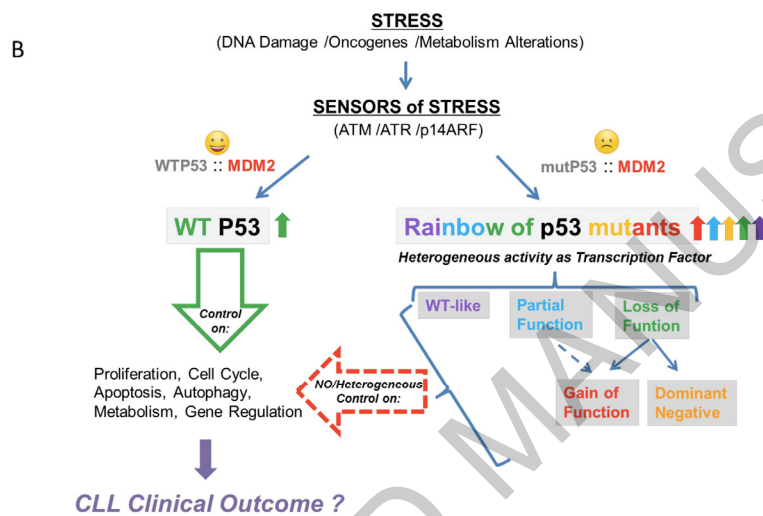 B
STRESS
(DNA Damage /Oncogenes /Metabolism Alterations)
SENSORS of STRESS
(ATM /ATR /p14ARF)
WTP53 :: MDM2
mutP53 :: MDM2
WT P53
Rainbow of p53 mutants
Heterogeneous activity as Transcription Factor
Control
on:
WT-like
Partial
Function
Loss of
Funtion
Proliferation, Cell Cycle,
Apoptosis, Autophagy,
Metabolism, Gene Regulation
NO/Heterogeneous
Control on:
Gain of
Function
Dominant
Negative
CLL Clinical Outcome ?
D MANUS